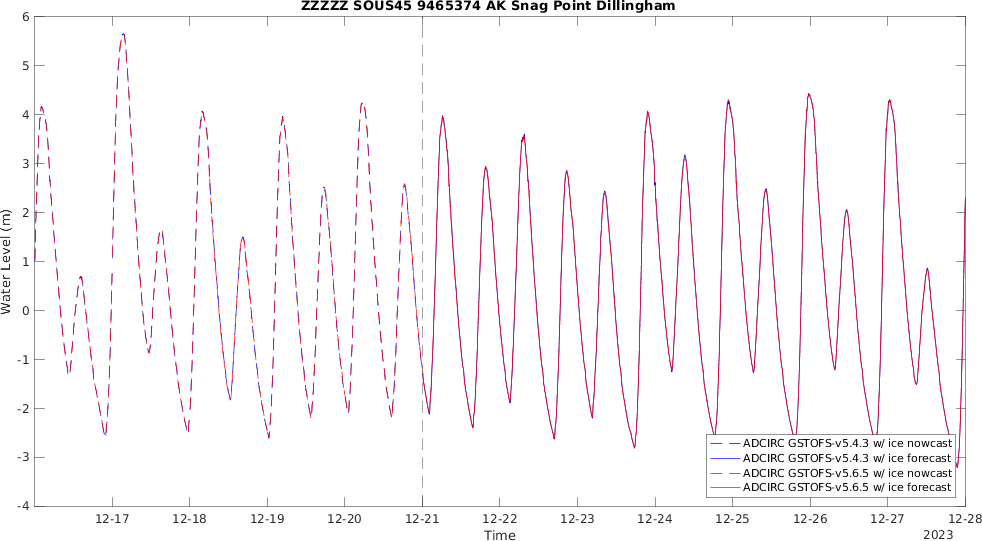 ZZZZZ SOUS45 9465374 AK Snag Point Dillingham
6
5
4
3
2
1
0
-1
-2
-3
-4
Water Level (m)
ADCIRC GSTOFS-v5.4.3 w/ ice nowcast
ADCIRC GSTOFS-v5.4.3 w/ ice forecast
ADCIRC GSTOFS-v5.6.5 w/ ice nowcast
ADCIRC GSTOFS-v5.6.5 w/ ice forecast
12-17 12-18 12-19 12-20 12-21 12-22 12-23 12-24 12-25 12-26 12-27 12-28
Time
2023